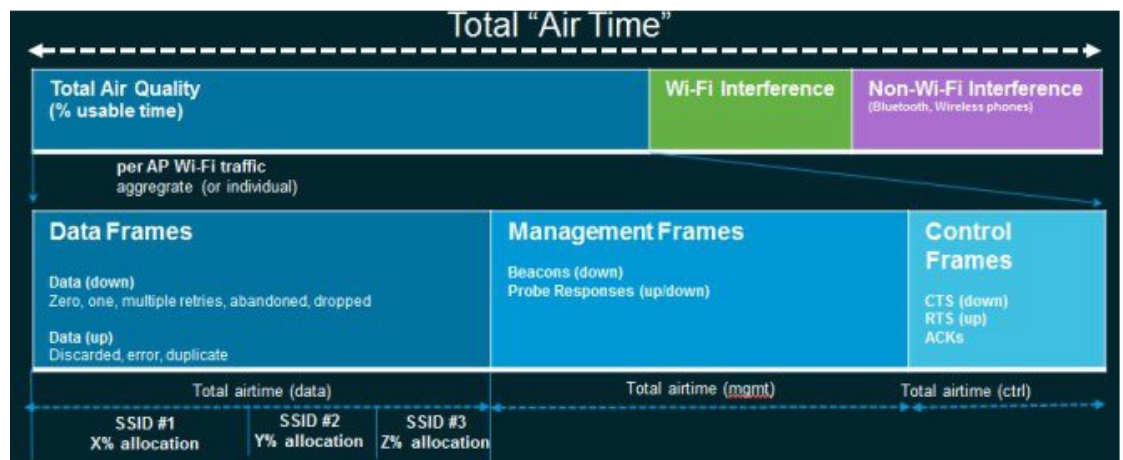 Total “Air Time”
Total Air Quality
(% usable time)
Wi-Fi Interference
Non-Wi-Fi Interference
(Bluetooth, Wireless phones)
per AP Wi-Fi traffic
aggregrate (or individual)
Data Frames
Data (down)
Zero, one, multiple retries, abandoned, dropped
Data (up)
Discarded, error, duplicate
Management Frames
Beacons (down)
Probe Responses (up/down)
Control
Frames
CTS (down)
RTS (up)
ACKs
Total airtime (data)
Total airtime (mgmt)
Total airtime (ctrl)
SSID #1
X% allocation
SSID #2
Y% allocation
SSID #3
Z% allocation